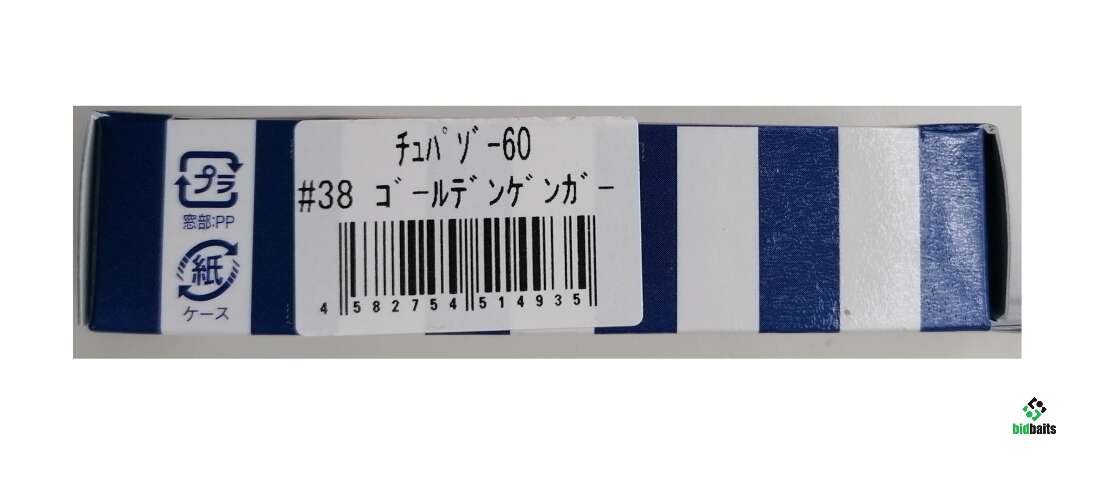 プラ
窓部:PP
紙
ケース
ﾁｭﾊﾟｿﾞｰ60
#38 ｺﾞｰﾙﾃﾞﾝｹﾞﾝｶﾞｰ
4 582754 514935
bidbaits